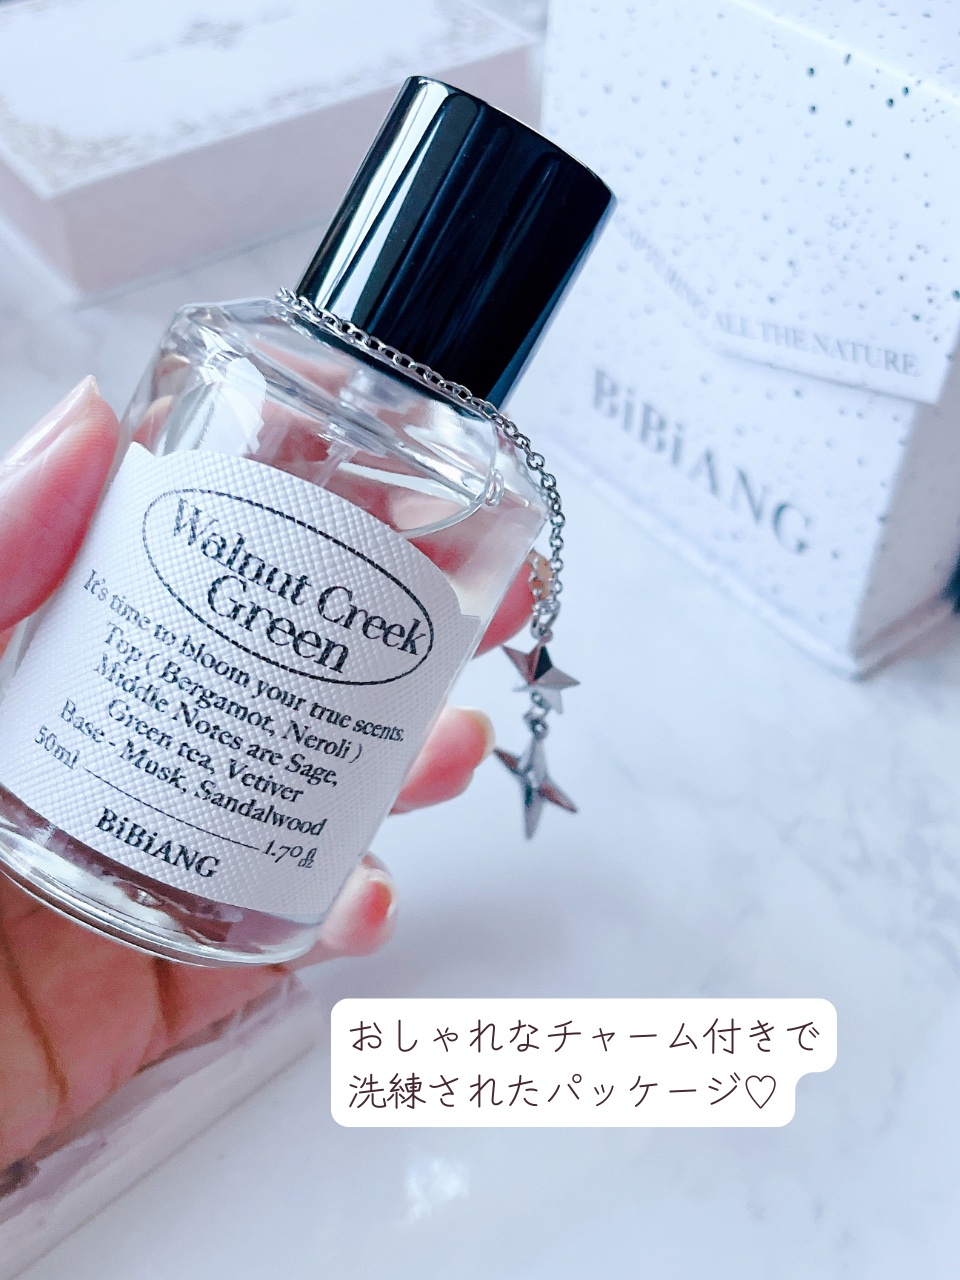 ALL THE NATURE
BiBiANG
Walnut Creek
Green
It's time to bloom your true scents.
Top ( Bergamot, Neroli )
Middle Notes are Sage,
Green tea, Vetiver
Base - Musk, Sandalwood
50ml 1.70 fl oz
BiBiANG
おしゃれなチャーム付きで
洗練されたパッケージ♡